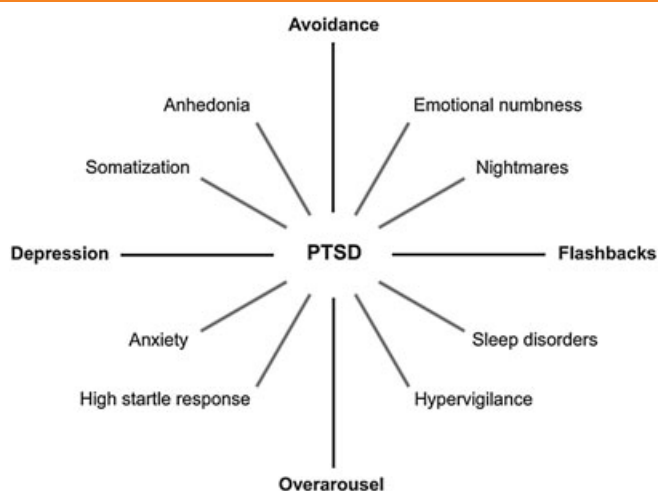 Avoidance
Anhedonia
Emotional numbness
Somatization
Nightmares
Depression
PTSD
Flashbacks
Anxiety
Sleep disorders
High startle response
Hypervigilance
Overarousel